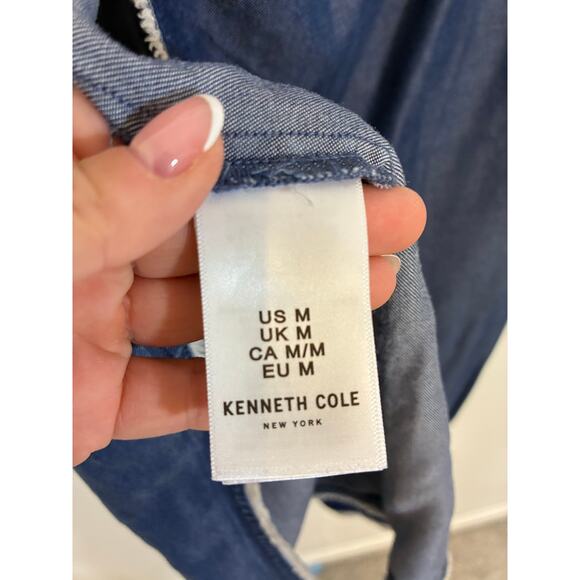 US M
UK M
CA M/M
EU M
KENNETH COLE
NEW YORK